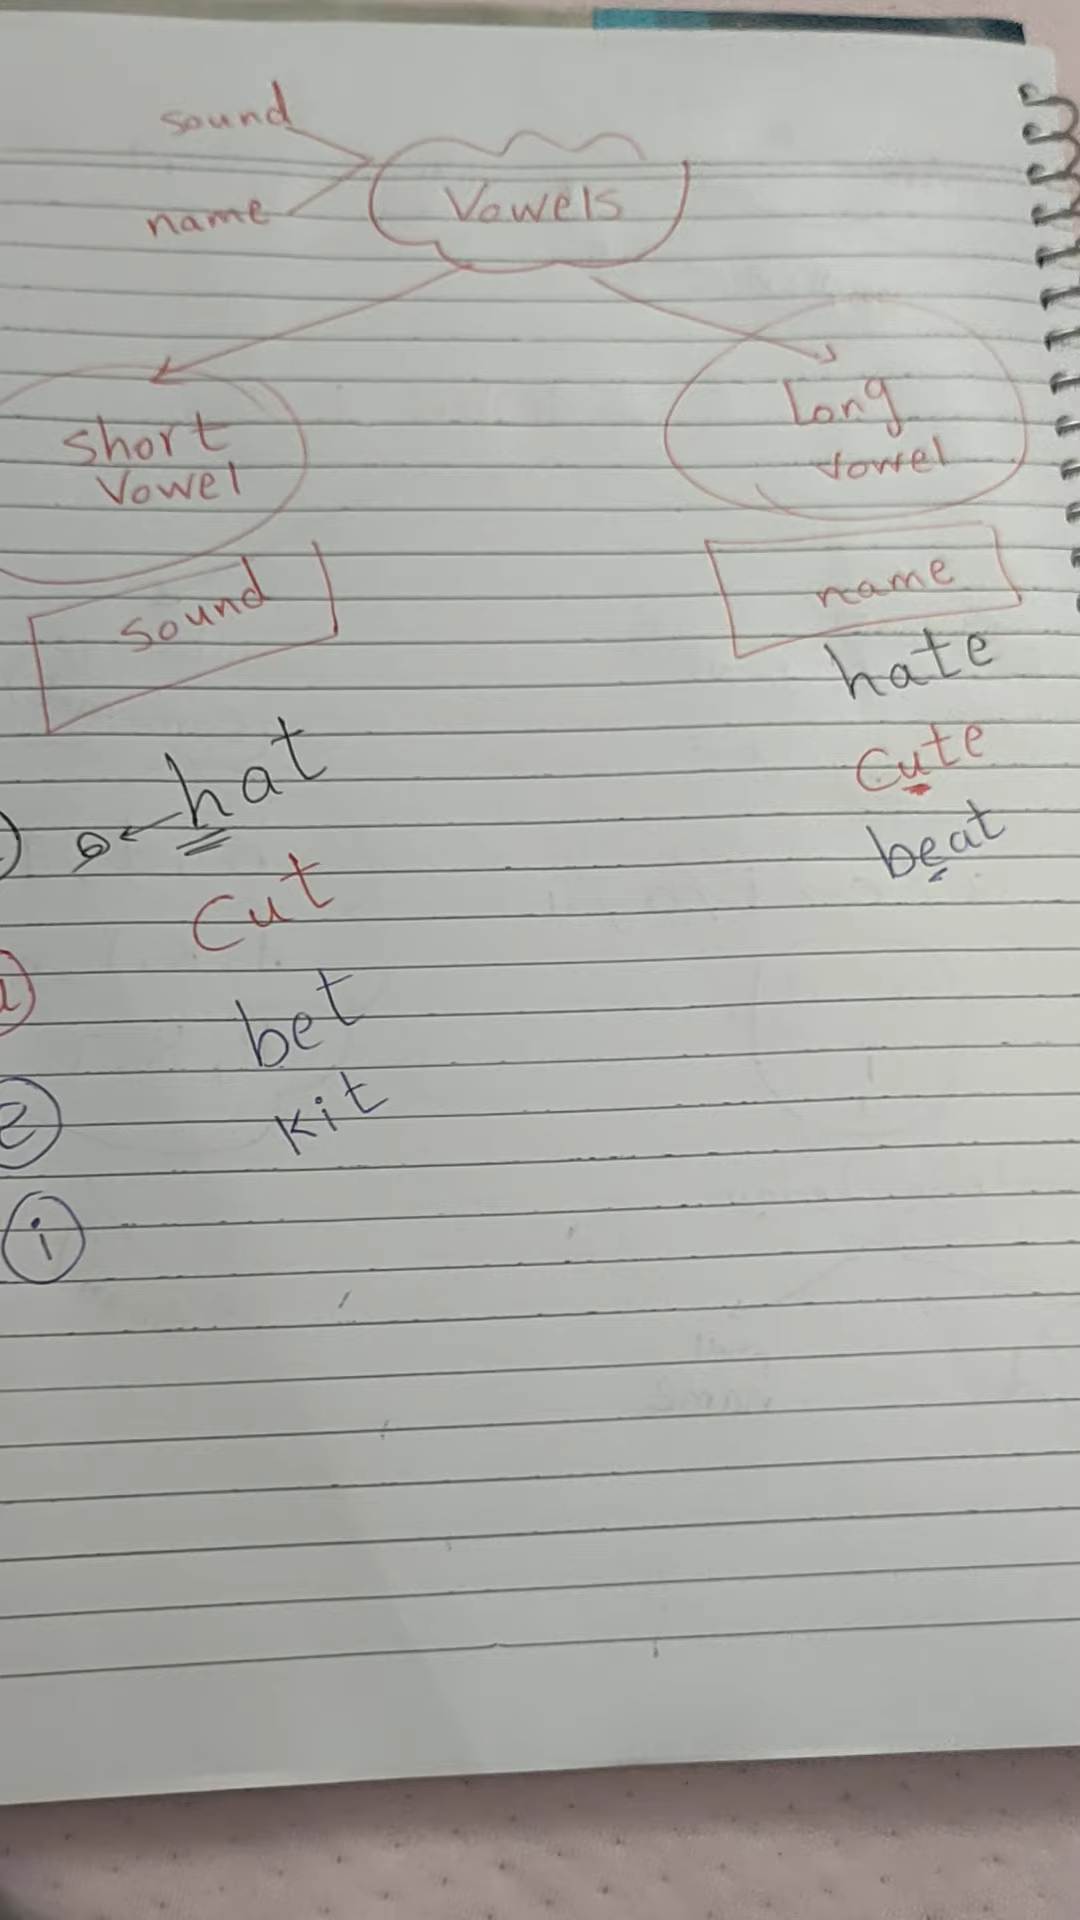 sound
name
Vowels
short
Vowel
Long
vowel
sound
name
hat
hate
cut
cute
bet
beat
Kit
e
i